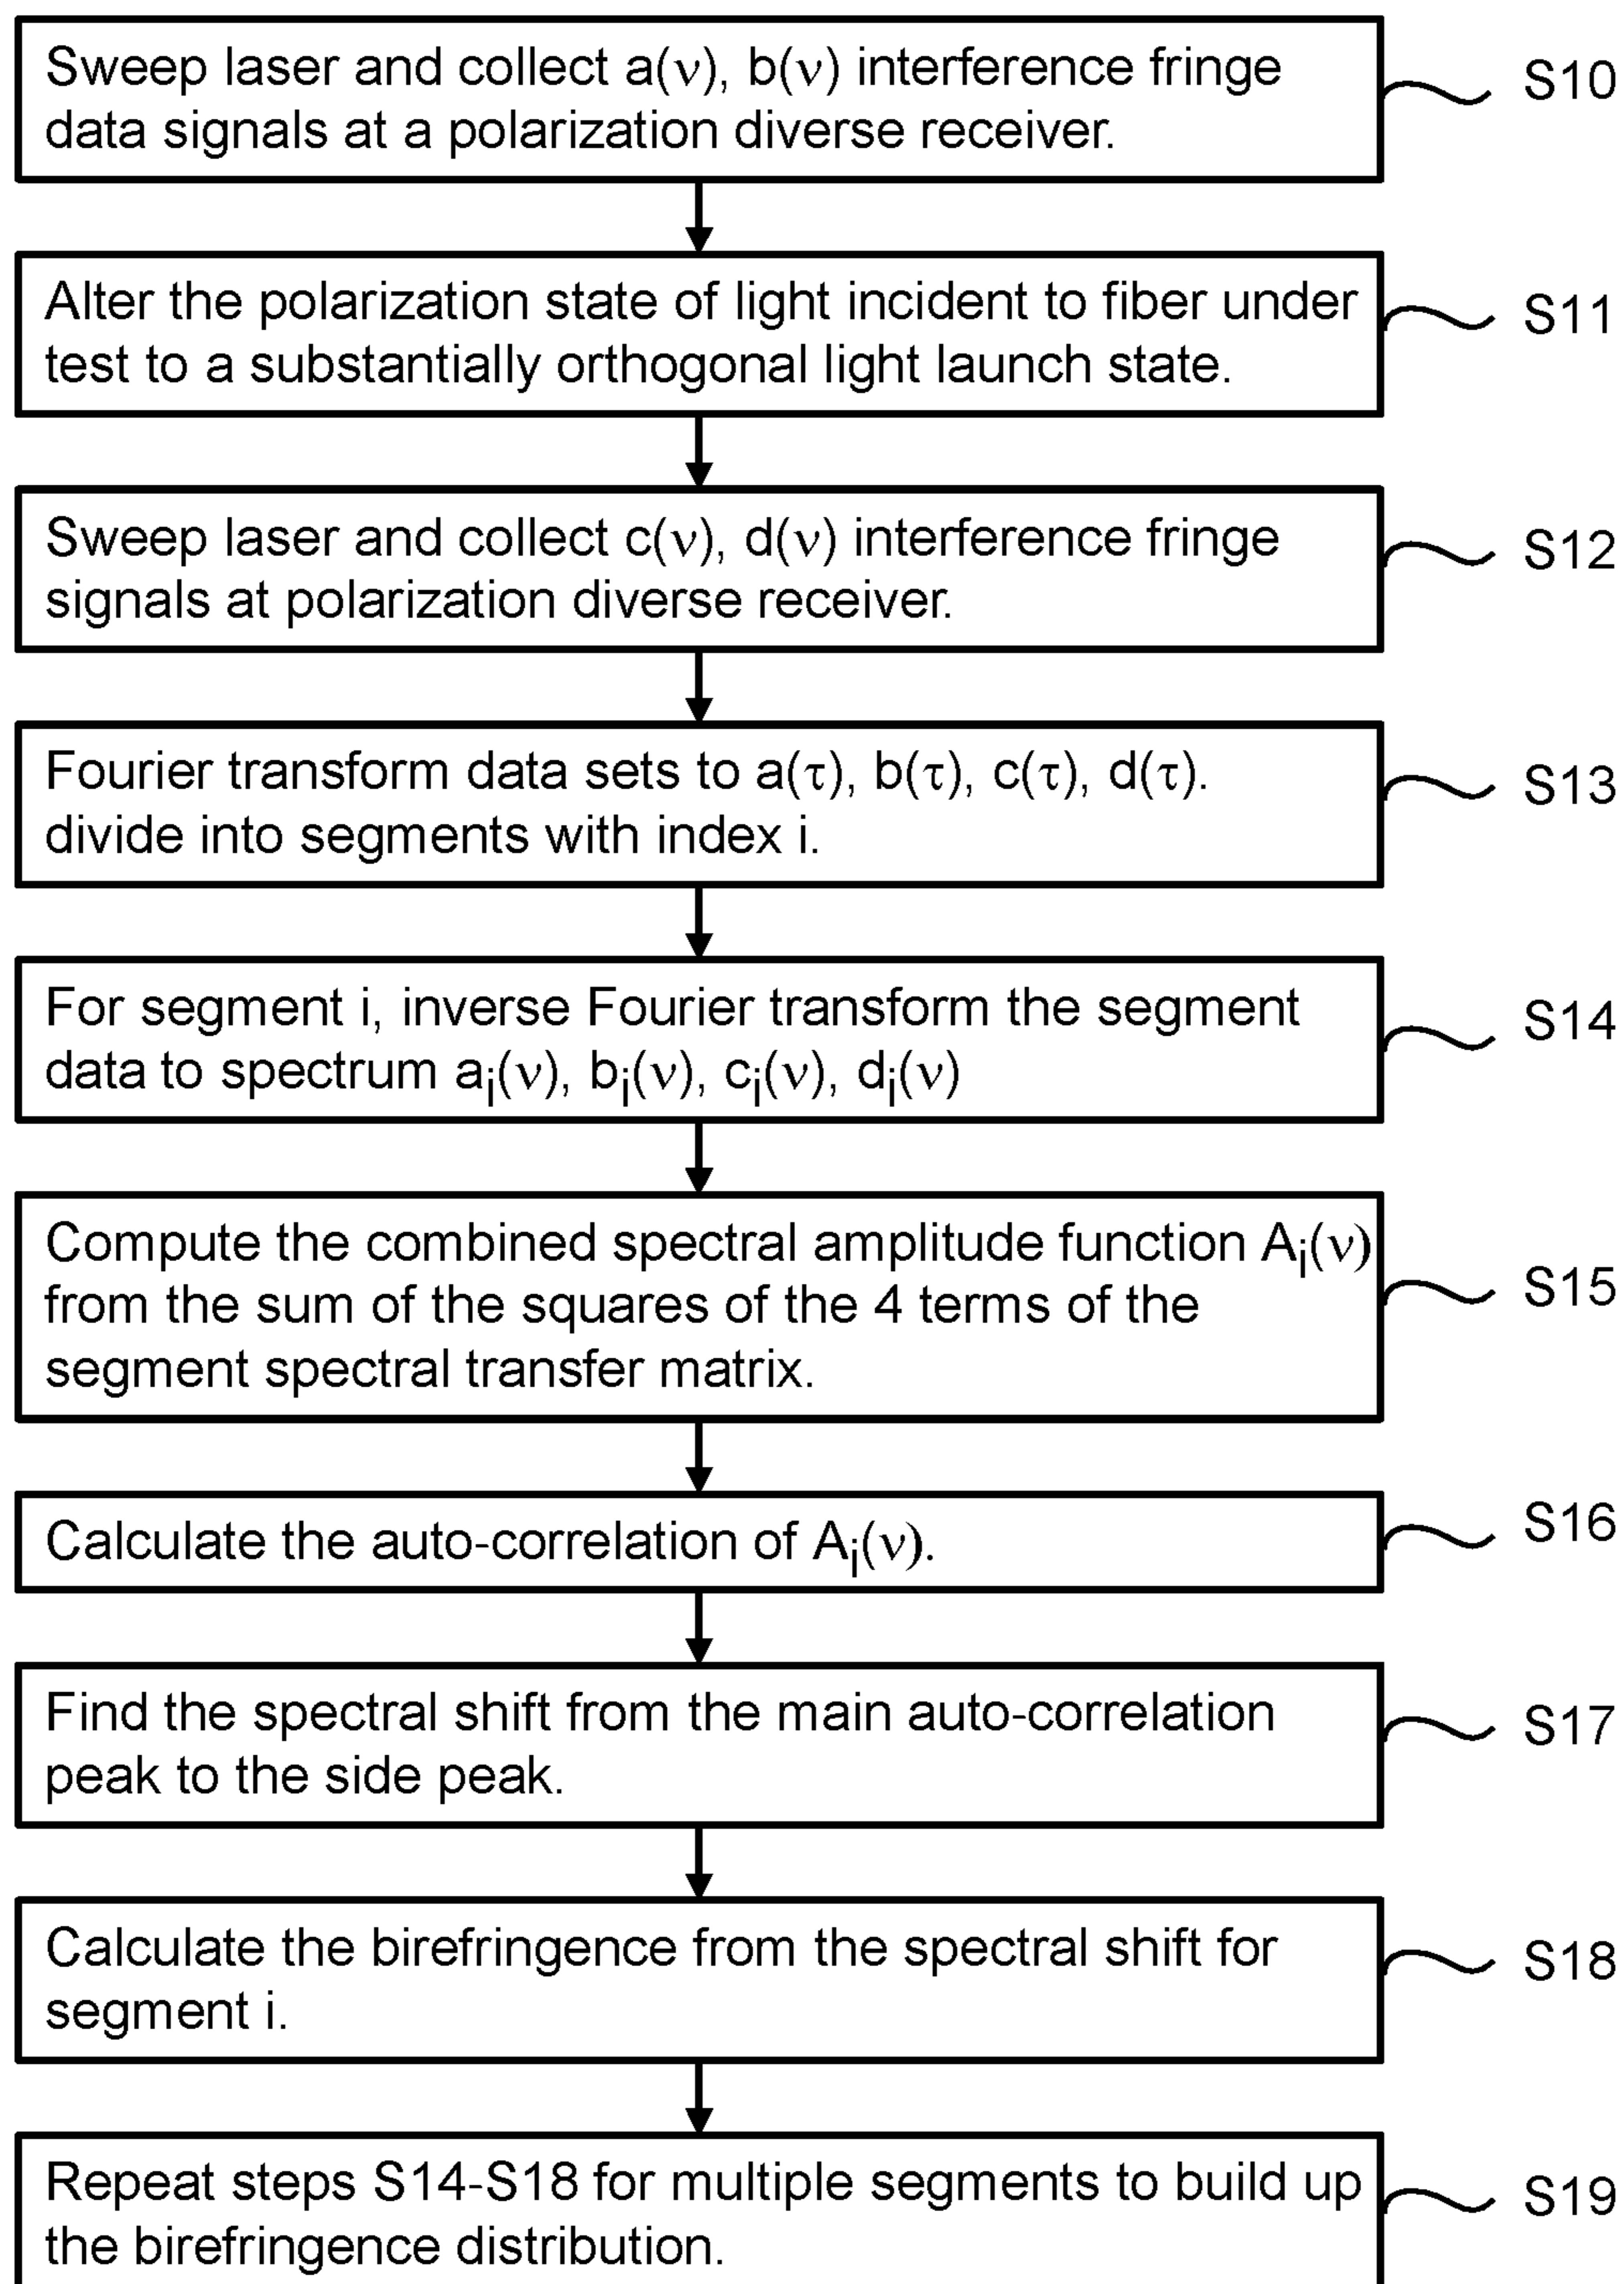 Sweep laser and collect a(ν), b(ν) interference fringe
data signals at a polarization diverse receiver.
S10
Alter the polarization state of light incident to fiber under
test to a substantially orthogonal light launch state.
S11
Sweep laser and collect c(ν), d(ν) interference fringe
signals at polarization diverse receiver.
S12
Fourier transform data sets to a(τ), b(τ), c(τ), d(τ).
divide into segments with index i.
S13
For segment i, inverse Fourier transform the segment
data to spectrum aᵢ(ν), bᵢ(ν), cᵢ(ν), dᵢ(ν)
S14
Compute the combined spectral amplitude function Aᵢ(ν)
from the sum of the squares of the 4 terms of the
segment spectral transfer matrix.
S15
Calculate the auto-correlation of Aᵢ(ν).
S16
Find the spectral shift from the main auto-correlation
peak to the side peak.
S17
Calculate the birefringence from the spectral shift for
segment i.
S18
Repeat steps S14-S18 for multiple segments to build up
the birefringence distribution.
S19